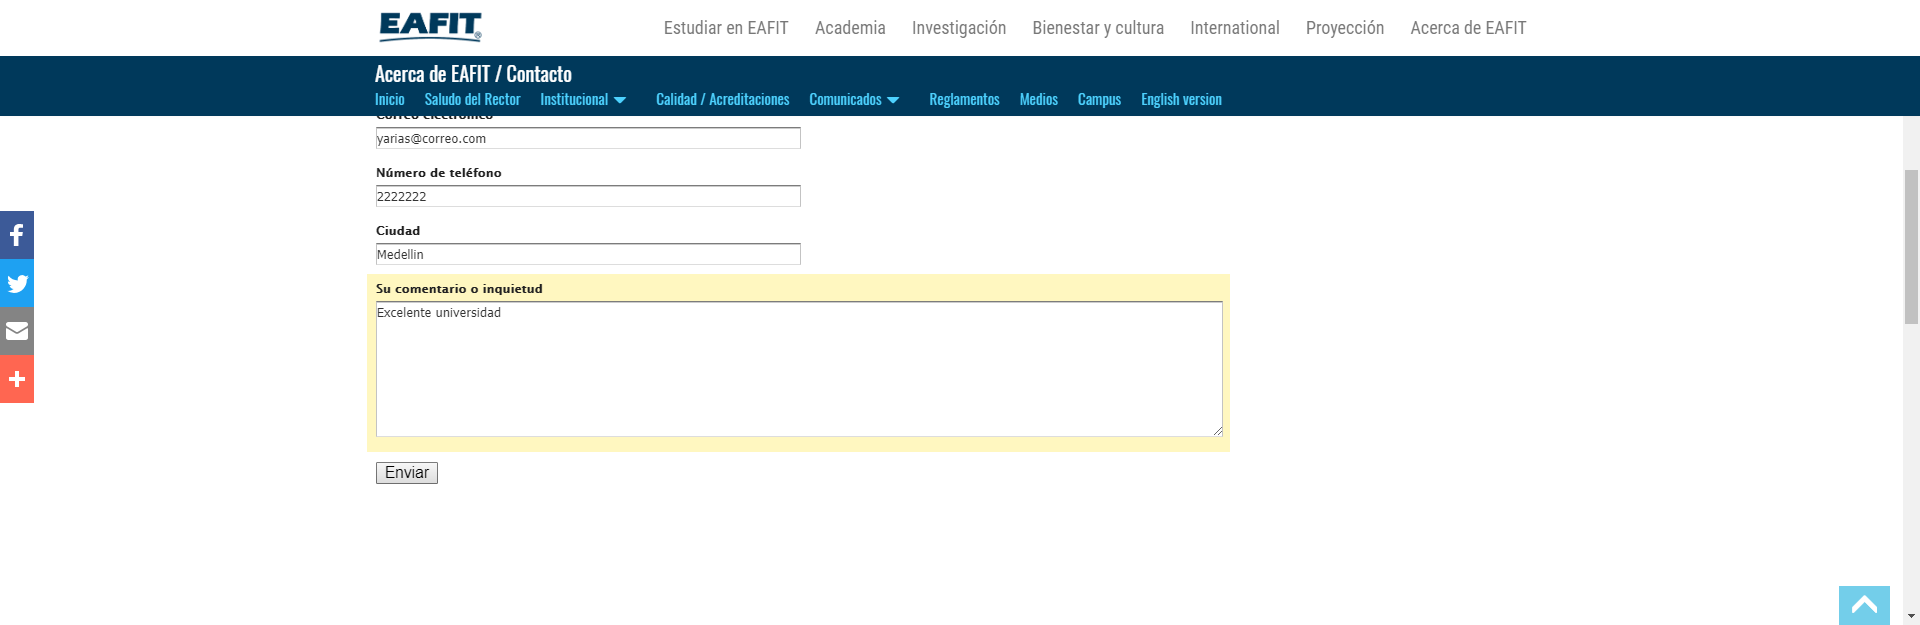 EAFIT®
Estudiar en EAFIT Academia Investigación Bienestar y cultura International Proyección Acerca de EAFIT
Acerca de EAFIT / Contacto
Inicio Saludo del Rector Institucional Calidad / Acreditaciones Comunicados Reglamentos Medios Campus English version
Correo electrónico
yarias@correo.com
Número de teléfono
2222222
Ciudad
Medellin
Su comentario o inquietud
Excelente universidad
Enviar